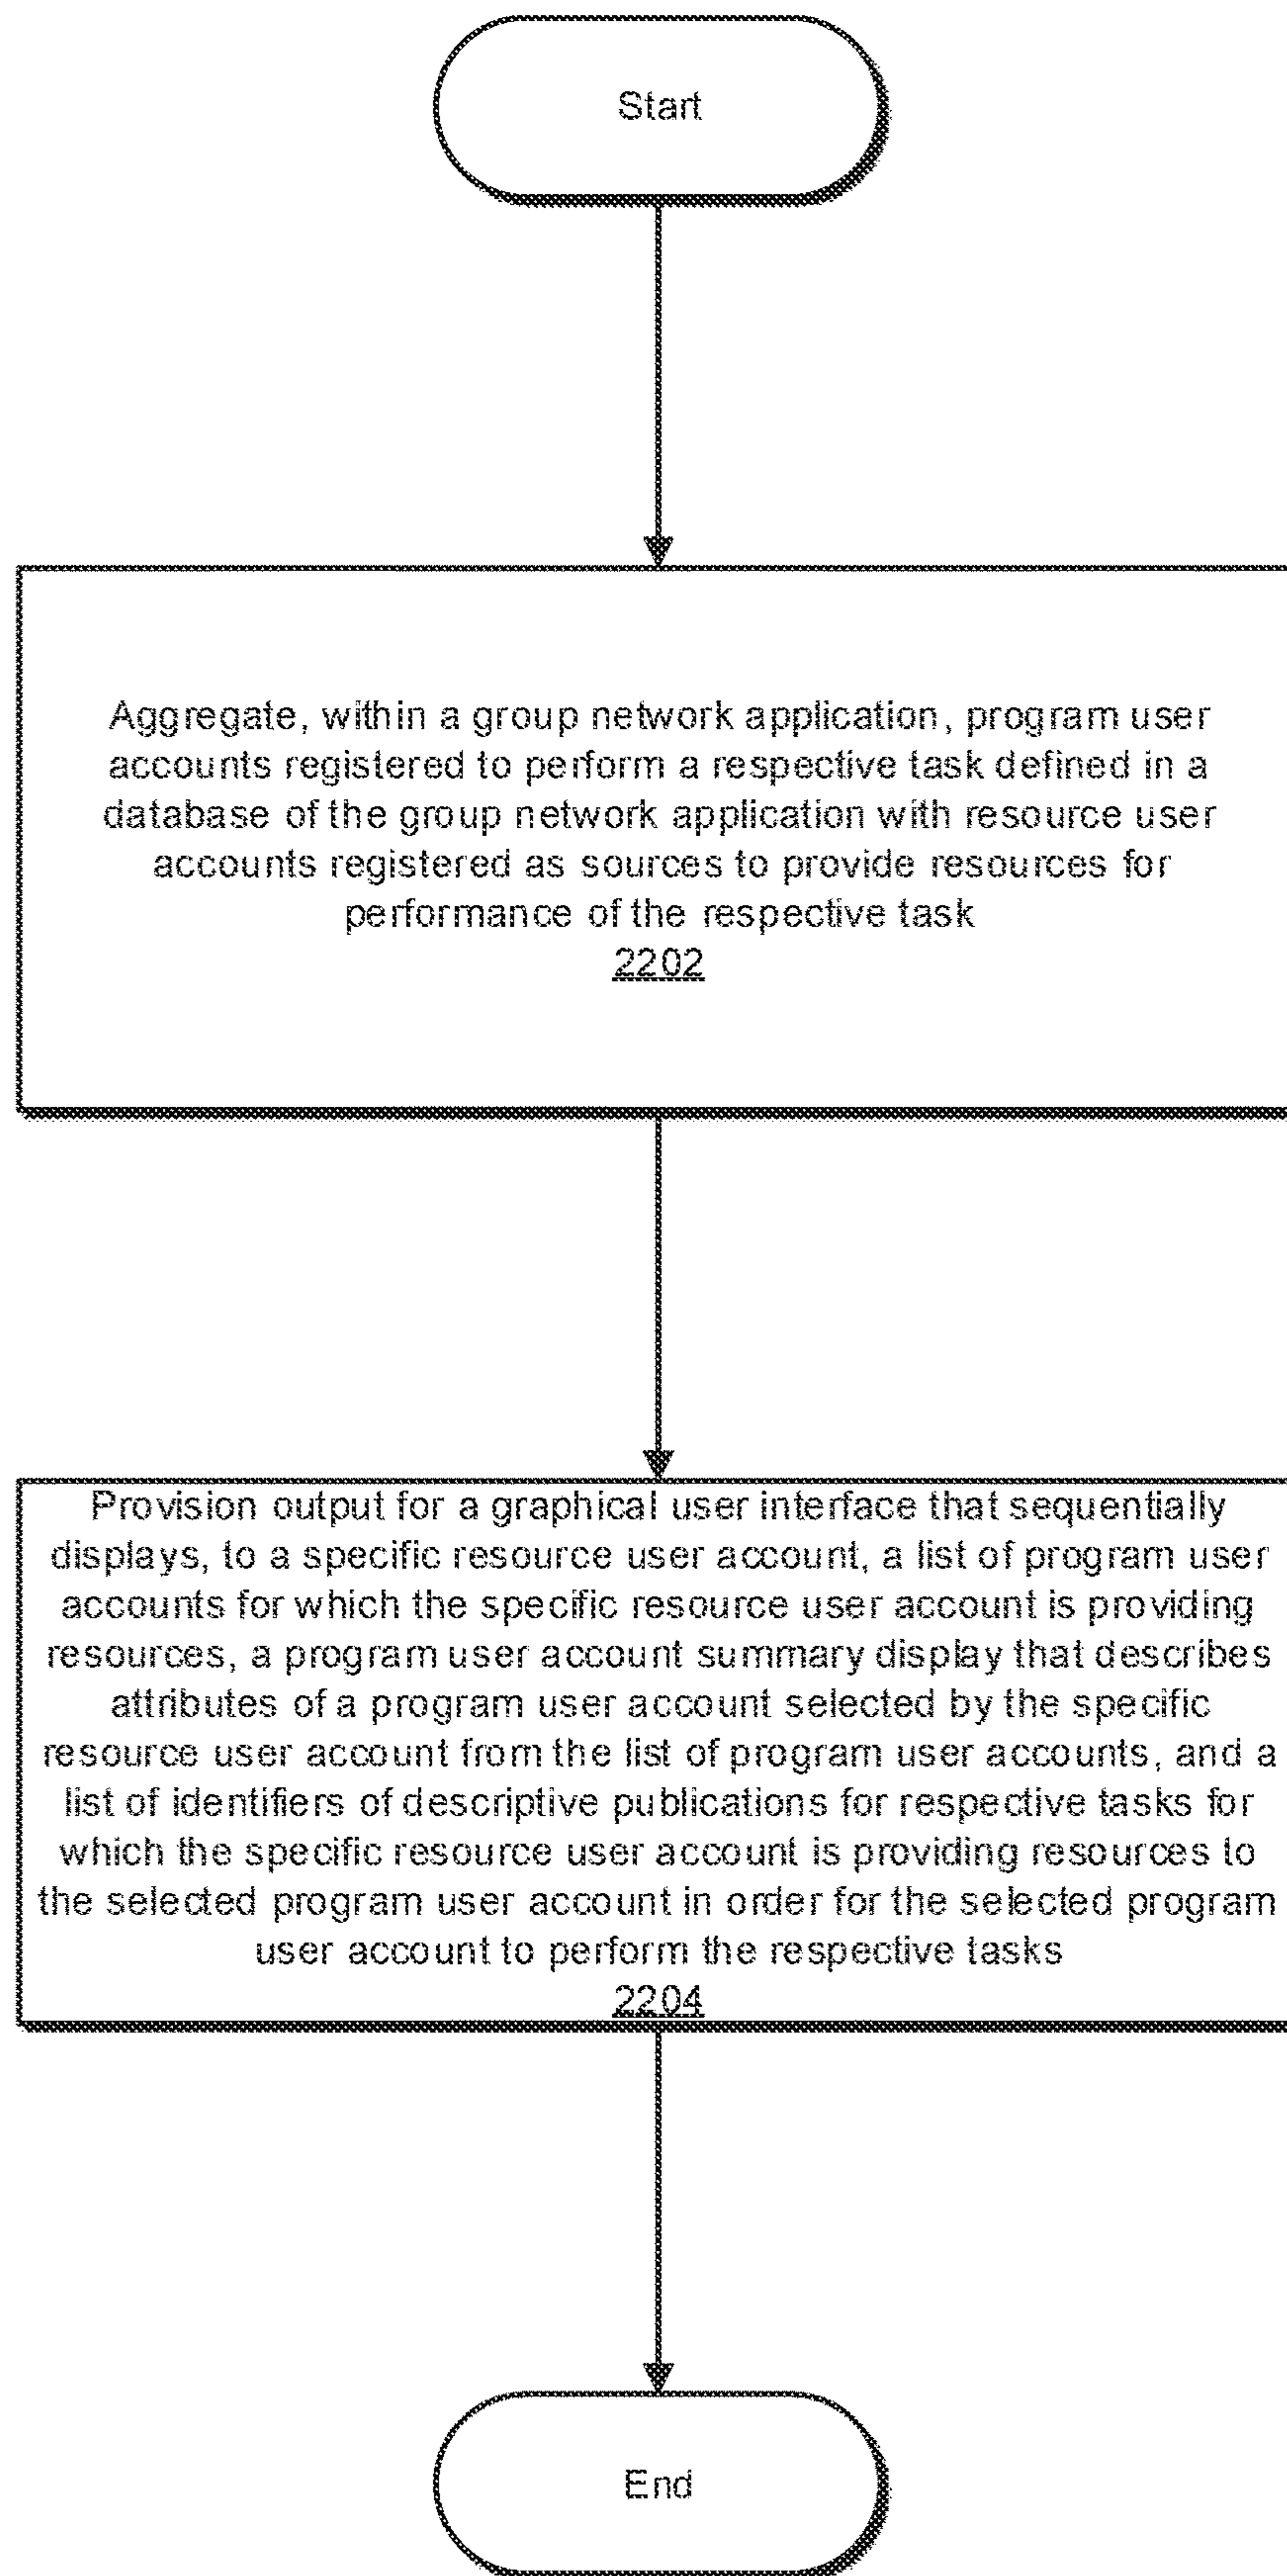 Start
Aggregate, within a group network application, program user
accounts registered to perform a respective task defined in a
database of the group network application with resource user
accounts registered as sources to provide resources for
performance of the respective task
2202
Provision output for a graphical user interface that sequentially
displays, to a specific resource user account, a list of program user
accounts for which the specific resource user account is providing
resources, a program user account summary display that describes
attributes of a program user account selected by the specific
resource user account from the list of program user accounts, and a
list of identifiers of descriptive publications for respective tasks for
which the specific resource user account is providing resources to
the selected program user account in order for the selected program
user account to perform the respective tasks
2204
End